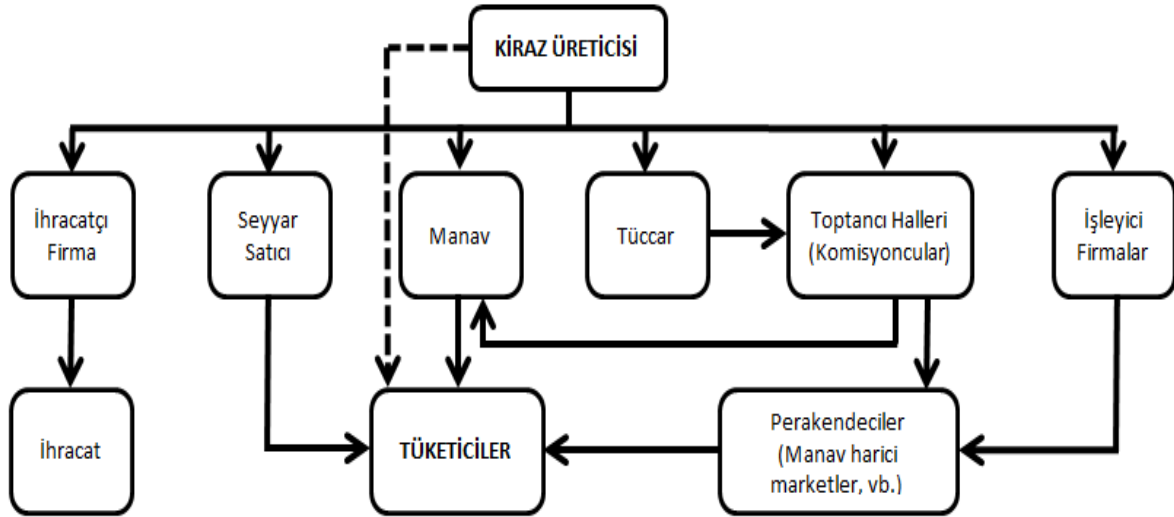 KİRAZ ÜRETİCİSİ
İhracatçı
Firma
Seyyar
Satıcı
Manav
Tüccar
Toptancı Halleri
(Komisyoncular)
İşleyici
Firmalar
İhracat
TÜKETİCİLER
Perakendeciler
(Manav harici
marketler, vb.)